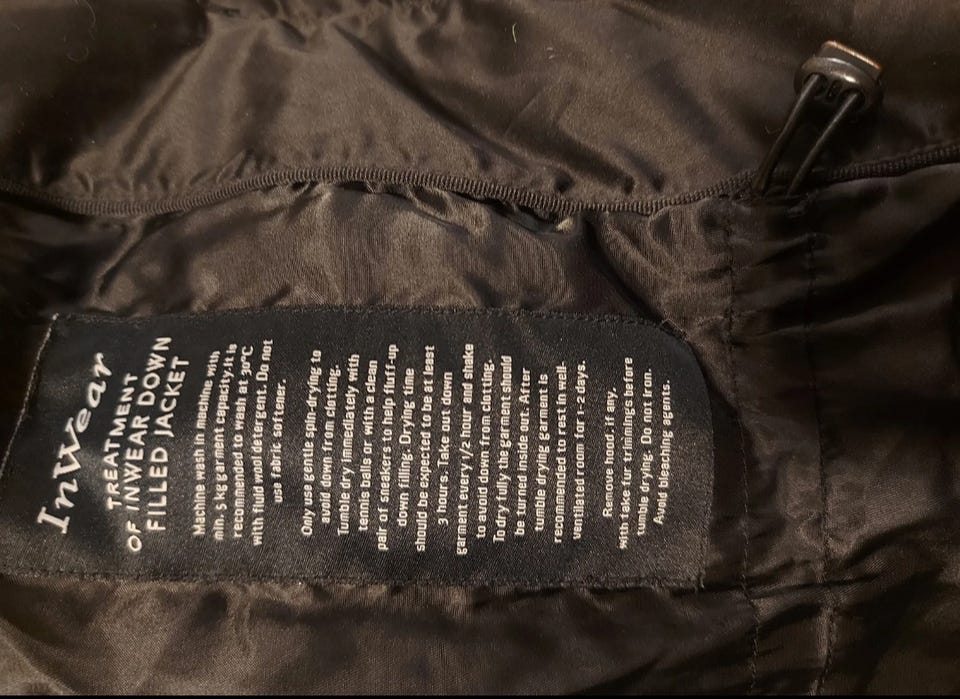 InWear
TREATMENT
OF INWEAR DOWN
FILLED JACKET
Machine wash in machine with
min. 5 kg garment capacity. It is
recommended to wash at 30°C
with fluid wool detergent. Do not
use fabric softener.
Only use gentle spin-drying to
avoid down from clotting.
Tumble dry immediately with
tennis balls or with a clean
pair of sneakers to help fluff-up
down filling. Drying time
should be expected to be at least
3 hours. Take out down
garment every 1/2 hour and shake
to avoid down from clotting.
To dry fully the garment should
be turned inside out. After
tumble drying garment is
recommended to rest in well-
ventilated room for 1-2 days.
Remove hood, if any,
with fake fur trimmings before
tumble drying. Do not iron.
Avoid bleaching agents.